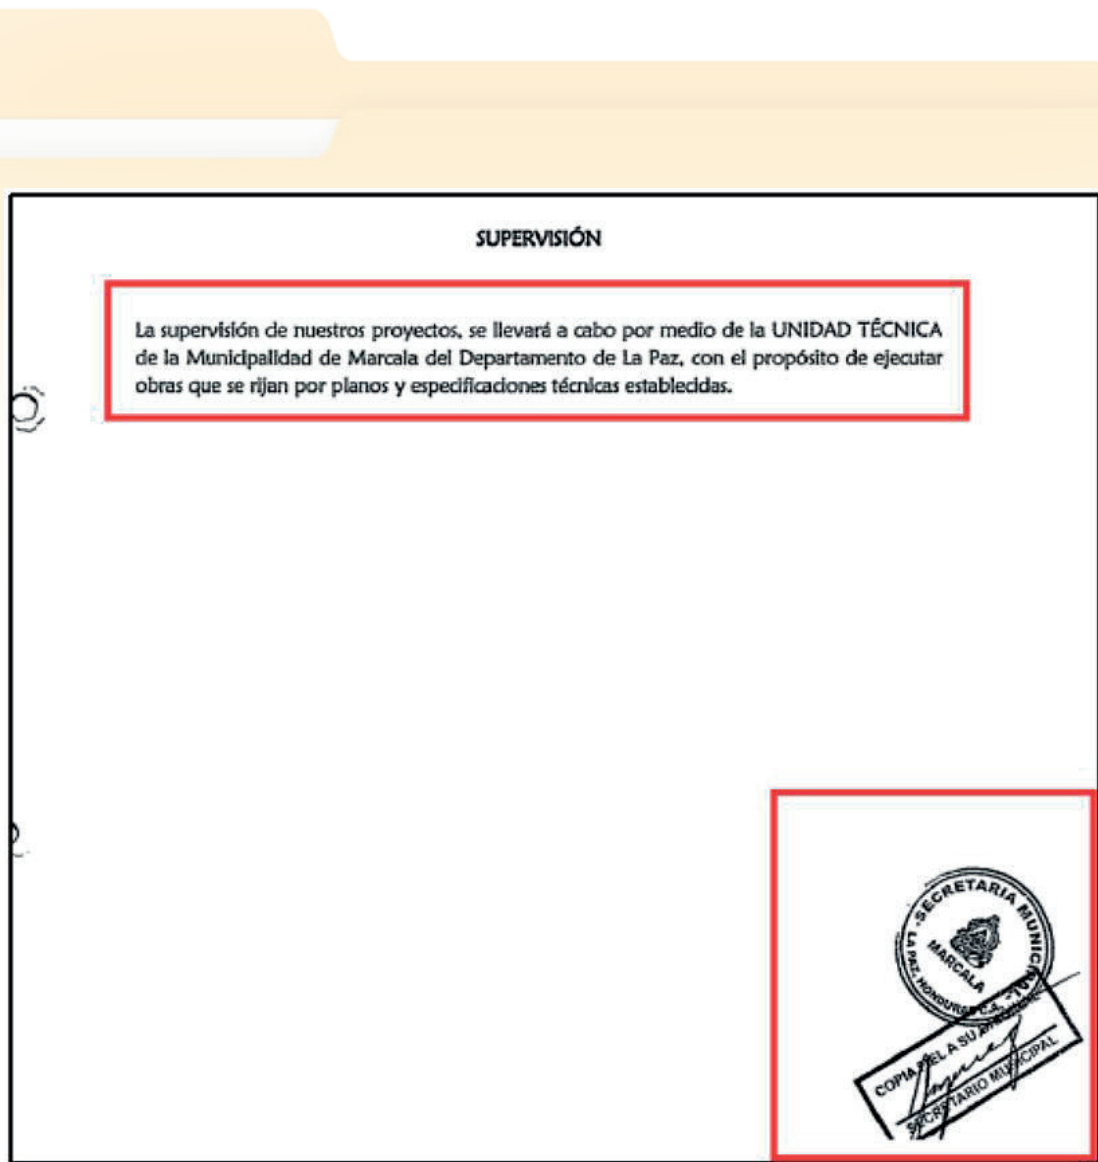 SUPERVISIÓN
La supervisión de nuestros proyectos, se llevará a cabo por medio de la UNIDAD TÉCNICA
de la Municipalidad de Marcala del Departamento de La Paz, con el propósito de ejecutar
obras que se rijan por planos y especificaciones técnicas establecidas.
SECRETARIA MUNICIPAL
MARCALA
LA PAZ, HONDURAS C.A.
COPIA FIEL A SU
SECRETARIO MUNICIPAL